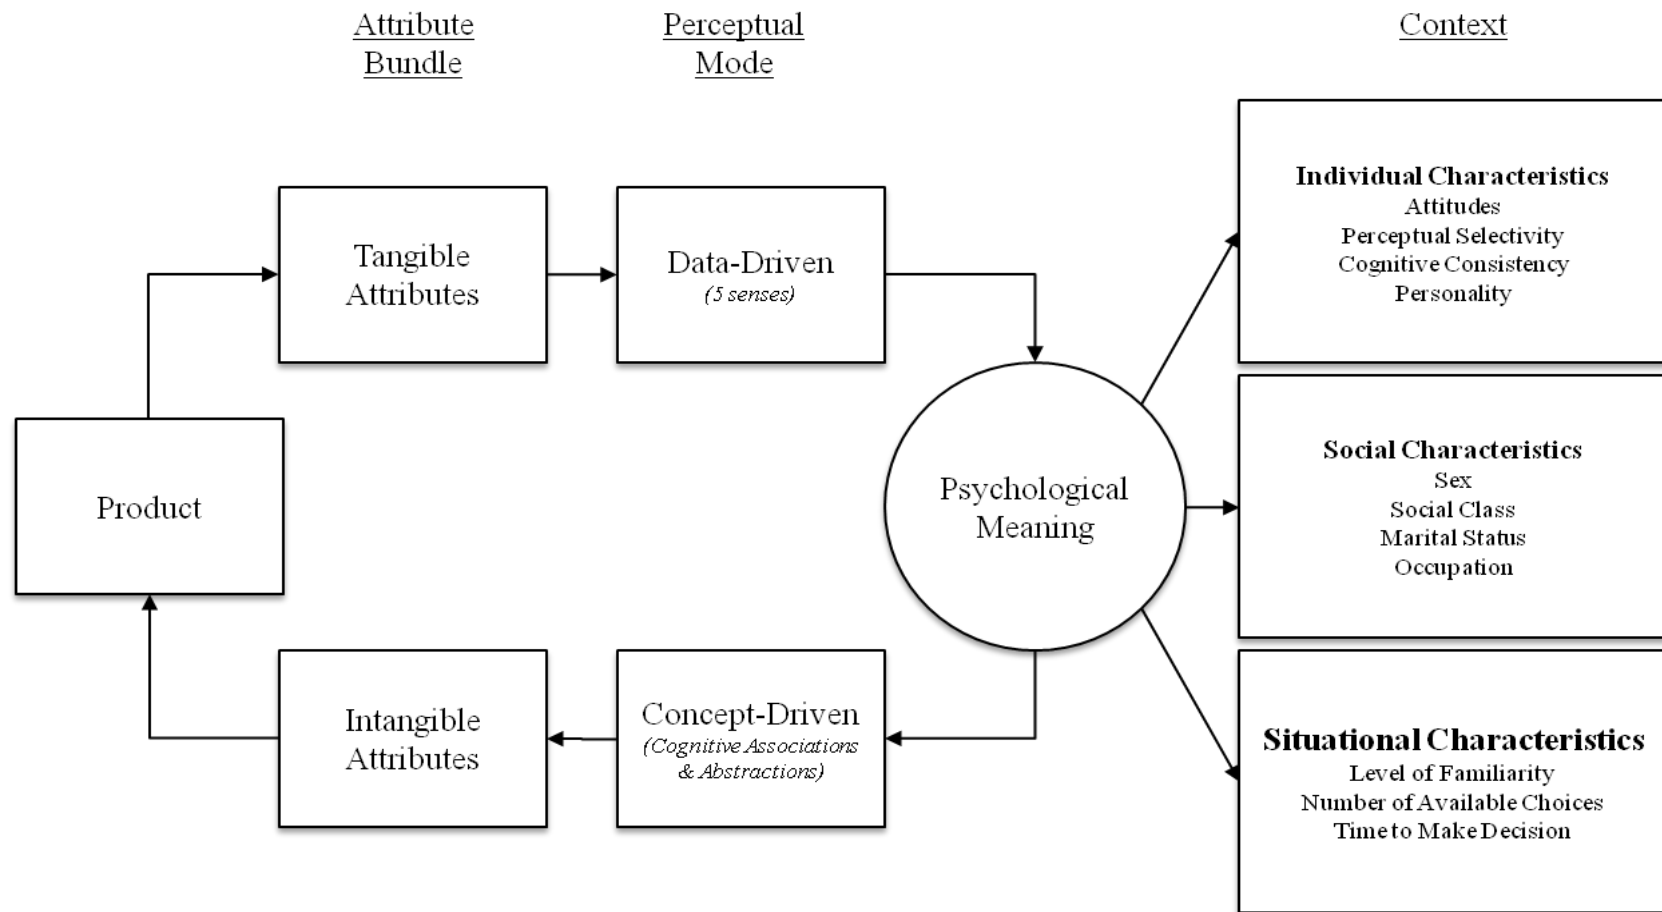 Attribute
Bundle
Perceptual
Mode
Context
Tangible
Attributes
Data-Driven
(5 senses)
Individual Characteristics
Attitudes
Perceptual Selectivity
Cognitive Consistency
Personality
Product
Psychological
Meaning
Social Characteristics
Sex
Social Class
Marital Status
Occupation
Intangible
Attributes
Concept-Driven
(Cognitive Associations
& Abstractions)
Situational Characteristics
Level of Familiarity
Number of Available Choices
Time to Make Decision